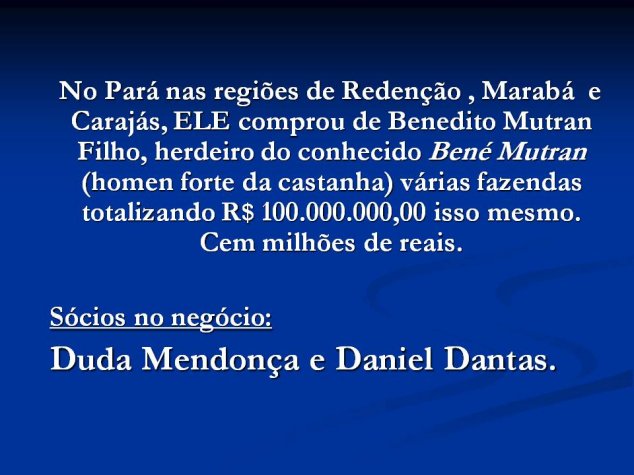 No Pará nas regiões de Redenção , Marabá e
Carajás, ELE comprou de Benedito Mutran
Filho, herdeiro do conhecido Bené Mutran
(homen forte da castanha) várias fazendas
totalizando R$ 100.000.000,00 isso mesmo.
Cem milhões de reais.
Sócios no negócio:
Duda Mendonça e Daniel Dantas.